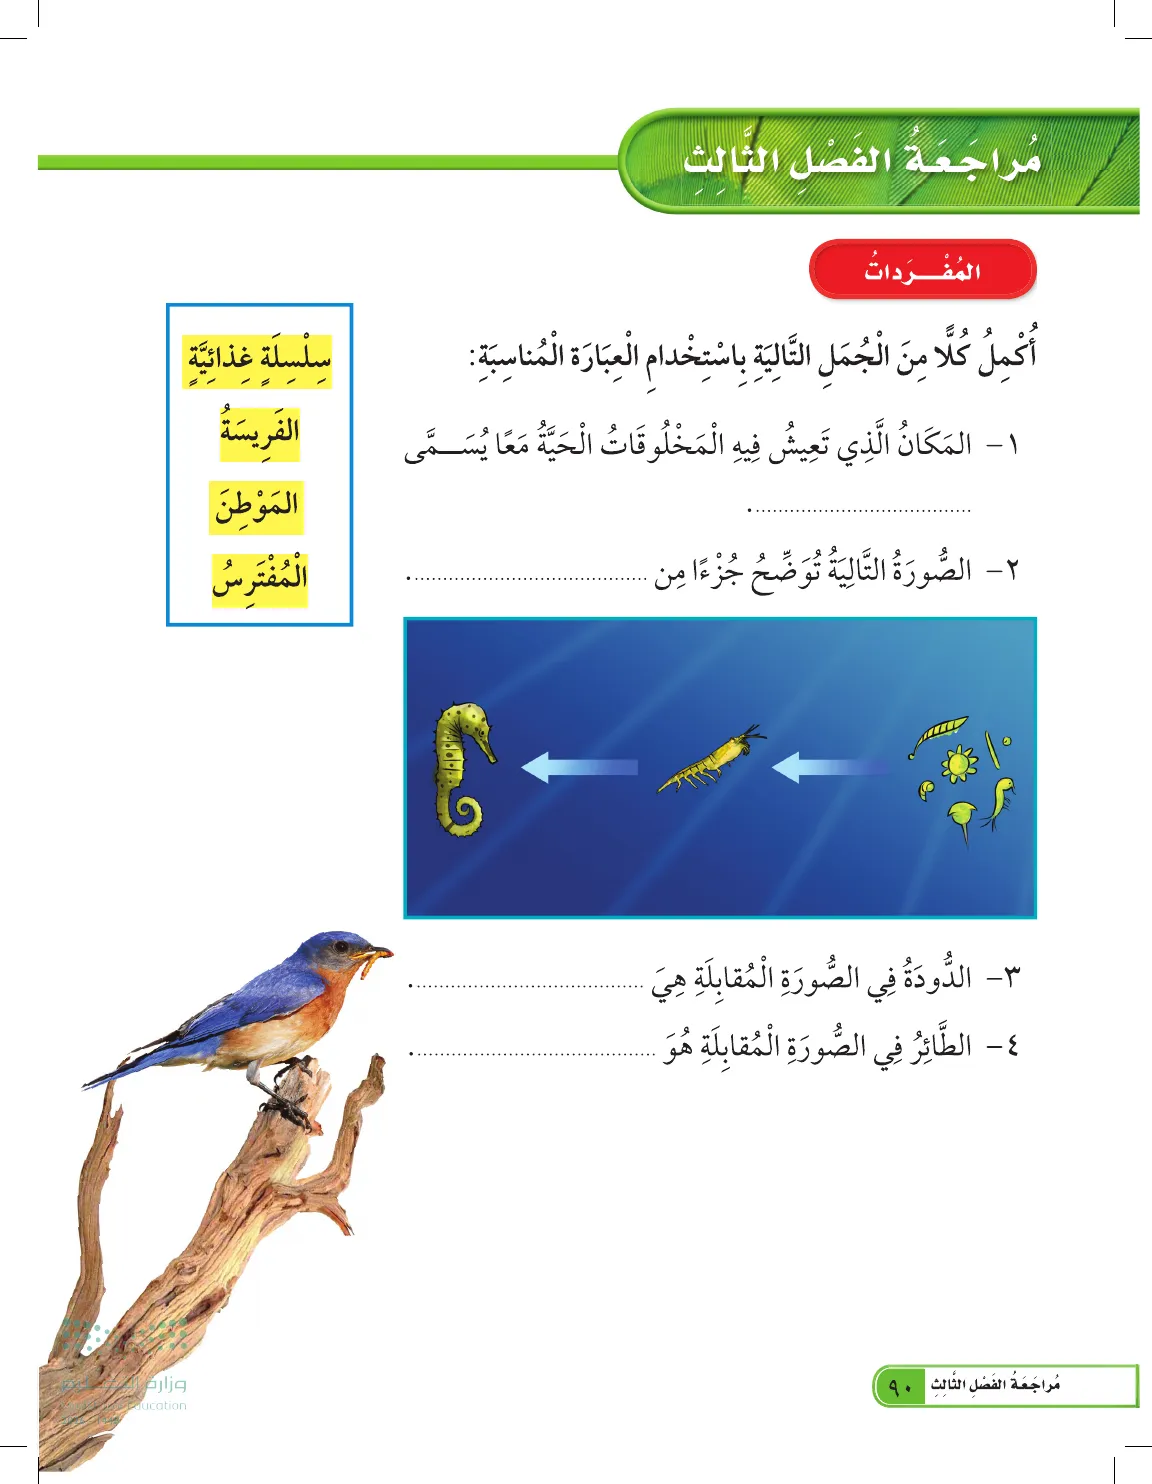 مُراجَعَةُ الفَصْلِ الثَّالِثِ
المُفْـــرَداتُ
أُكْمِلُ كُلًّا مِنَ الْجُمَلِ التَّالِيَةِ بِاسْتِخْدامِ الْعِبَارَة الْمُناسِبَةِ:
سِلْسِلَةٍ غِذائِيَّةٍ
الفَرِيسَةُ
المَوْطِنَ
الْمُفْتَرِسُ
١- المَكَانُ الَّذِي تَعِيشُ فِيهِ الْمَخْلُوقَاتُ الْحَيَّةُ مَعًا يُسَـــمَّى
.....................................
٢- الصُّورَةُ التَّالِيَةُ تُوَضِّحُ جُزْءًا مِن .........................................
٣- الدُّودَةُ فِي الصُّورَةِ الْمُقابِلَةِ هِيَ ........................................
٤- الطَّائِرُ فِي الصُّورَةِ الْمُقابِلَةِ هُوَ ..........................................
وزارة
Education
مُراجَعَةُ الفَصْلِ الثَّالِثِ ٩٠